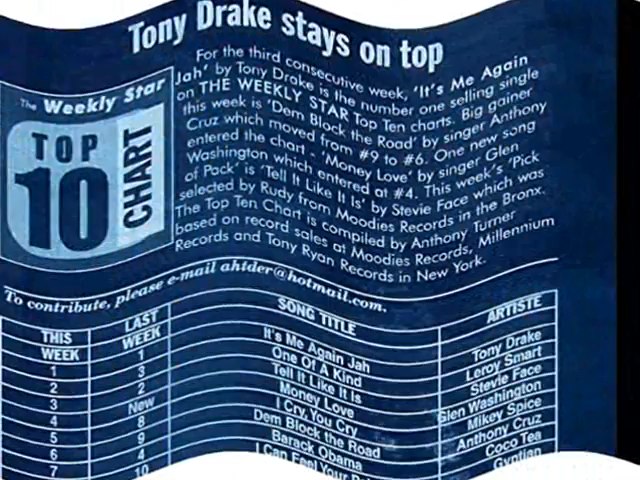 Tony Drake stays on top
For the third consecutive week, 'It's Me Again
Jah' by Tony Drake is the number one selling single
on THE WEEKLY STAR Top Ten charts. Big gainer
this week is 'Dem Block the Road' by singer Anthony
Cruz which moved from #9 to #6. One new song
entered the chart - 'Money Love' by singer Glen
Washington which entered at #4. This week's 'Pick
of Pack' is 'Tell It Like It Is' by Stevie Face which was
selected by Rudy from Moodies Records in the Bronx.
The Top Ten Chart is compiled by Anthony Turner
based on record sales at Moodies Records, Millennium
Records and Tony Ryan Records in New York.
The Weekly Star
TOP
10
CHART
To contribute, please e-mail ahtder@hotmail.com.
THIS WEEK LAST WEEK SONG TITLE ARTISTE
1 1 It's Me Again Jah Tony Drake
2 3 One Of A Kind Leroy Smart
3 2 Tell It Like It Is Stevie Face
4 New Money Love Glen Washington
5 8 I Cry, You Cry Mikey Spice
6 9 Dem Block the Road Anthony Cruz
7 4 Barack Obama Coco Tea
10 I Can Feel Your Gyptian